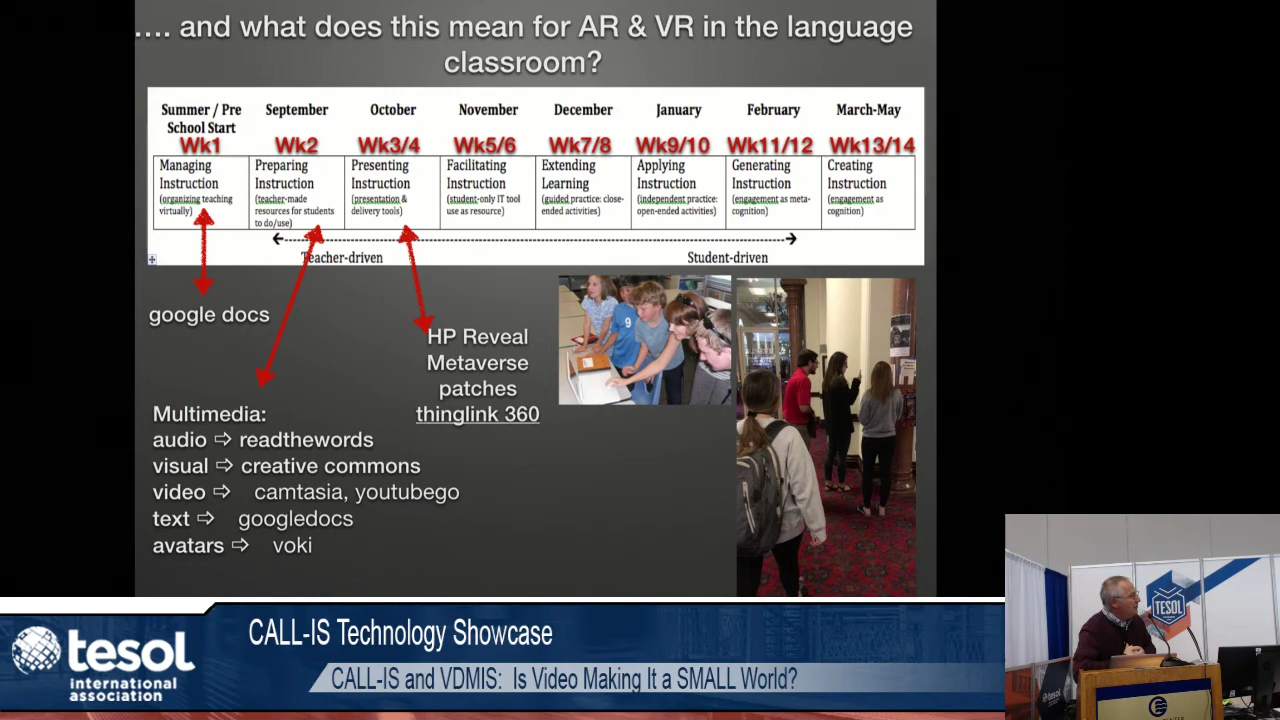 .... and what does this mean for AR & VR in the language
classroom?
Summer / Pre School Start September October November December January February March-May
Wk1 Wk2 Wk3/4 Wk5/6 Wk7/8 Wk9/10 Wk11/12 Wk13/14
Managing Instruction (organizing teaching virtually)
Preparing Instruction (teacher-made resources for students to do/use)
Presenting Instruction (presentation & delivery tools)
Facilitating Instruction (student-only IT tool use as resource)
Extending Learning (guided practice: close-ended activities)
Applying Instruction (independent practice: open-ended activities)
Generating Instruction (engagement as meta-cognition)
Creating Instruction (engagement as cognition)
Teacher-driven Student-driven
google docs
HP Reveal
Metaverse
patches
thinglink 360
Multimedia:
audio ⇨ readthewords
visual ⇨ creative commons
video ⇨ camtasia, youtubego
text ⇨ googledocs
avatars ⇨ voki
9
TESOL
tesol
international
association
CALL-IS Technology Showcase
CALL-IS and VDMIS: Is Video Making It a SMALL World?